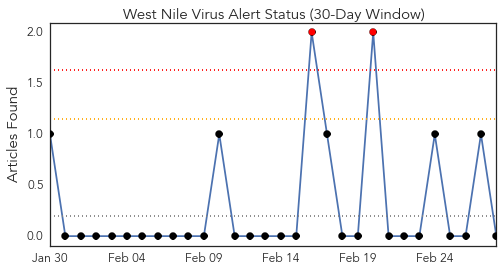 West Nile Virus Alert Status (30-Day Window)
Articles Found
2.0
1.5
1.0
0.5
0.0
Jan 30 Feb 04 Feb 09 Feb 14 Feb 19 Feb 24